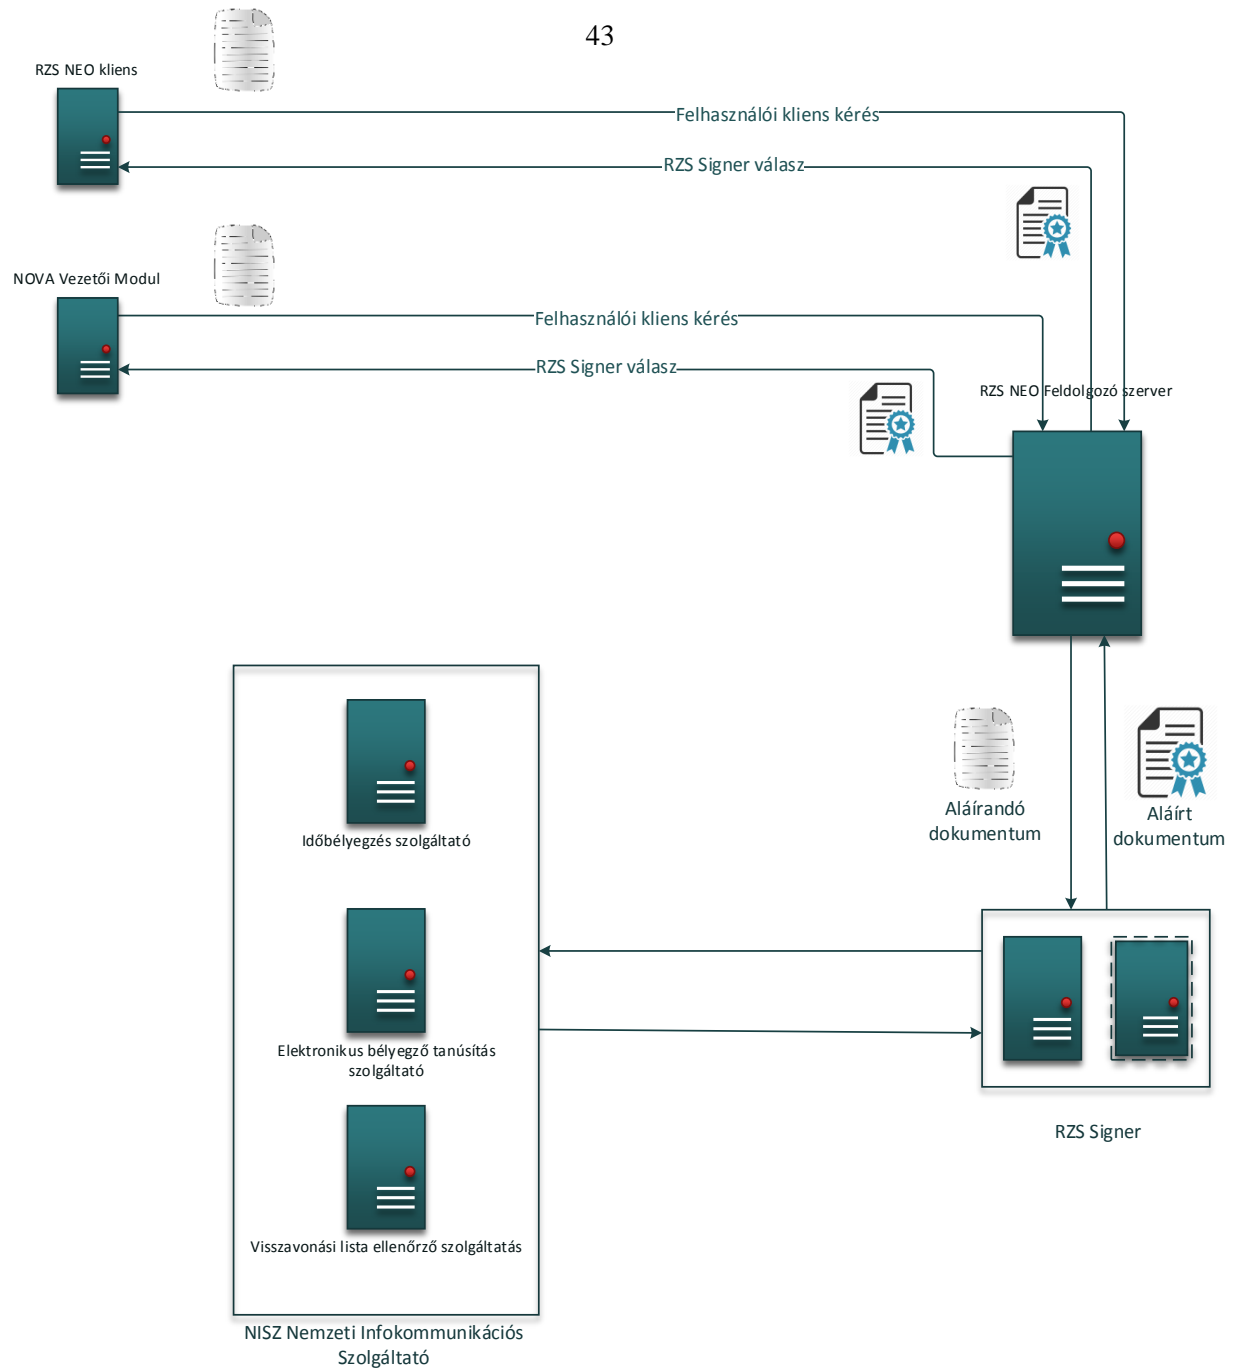 43
RZS NEO kliens
Felhasználói kliens kérés
RZS Signer válasz
NOVA Vezetői Modul
Felhasználói kliens kérés
RZS Signer válasz
RZS NEO Feldolgozó szerver
Időbélyegzés szolgáltató
Aláírandó
dokumentum
Aláírt
dokumentum
Elektronikus bélyegző tanúsítás
szolgáltató
RZS Signer
Visszavonási lista ellenőrző szolgáltatás
NISZ Nemzeti Infokommunikációs
Szolgáltató